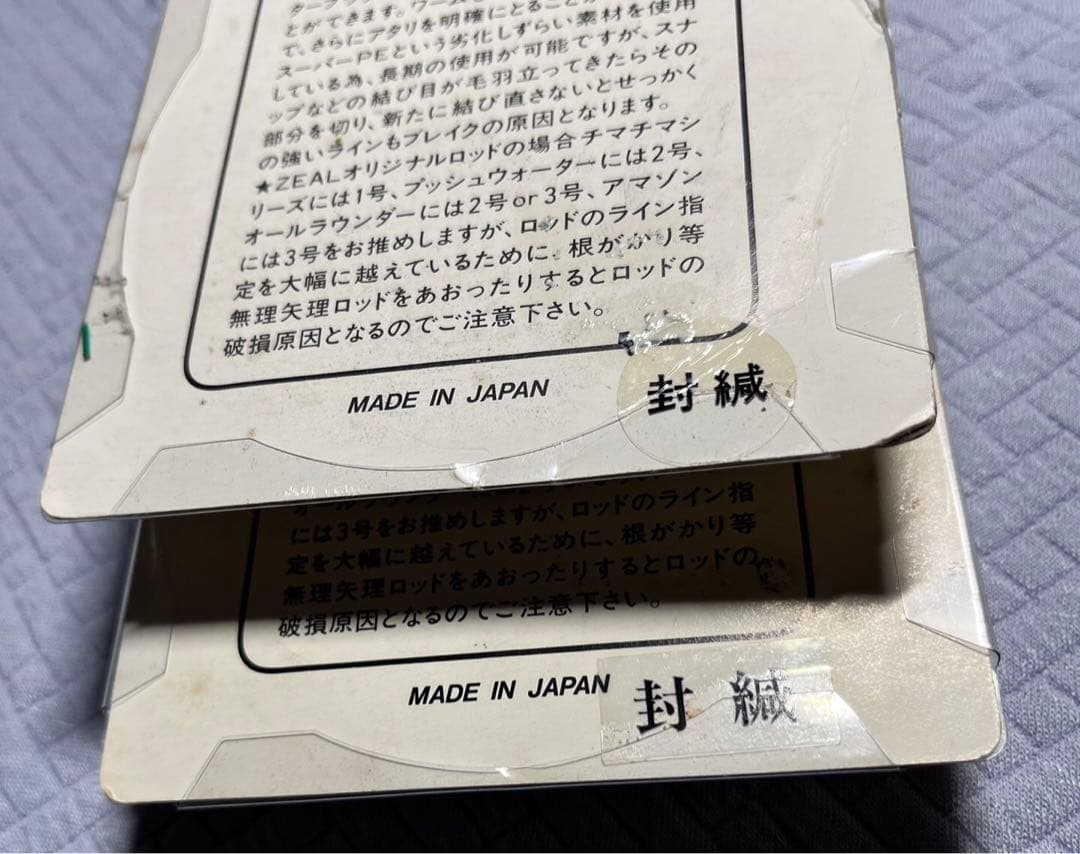 とができます。ワーム
で、さらにアタリを明確にとることが
スーパーPEという劣化しずらい素材を使用
している為、長期の使用が可能ですが、スナ
ップなどの結び目が毛羽立ってきたらその
部分を切り、新たに結び直さないとせっかく
の強いラインもブレイクの原因となります。
★ZEALオリジナルロッドの場合チマチマシ
リーズには1号、プッシュウォーターには2号、
オールラウンダーには2号or3号、アマゾン
には3号をお推めしますが、ロッドのライン指
定を大幅に越えているために、根がかり等
無理矢理ロッドをあおったりするとロッドの
破損原因となるのでご注意下さい。
MADE IN JAPAN
封緘
には3号をお推めしますが、ロッドのライン指
定を大幅に越えているために、根がかり等
無理矢理ロッドをあおったりするとロッドの
破損原因となるのでご注意下さい。
MADE IN JAPAN
封緘